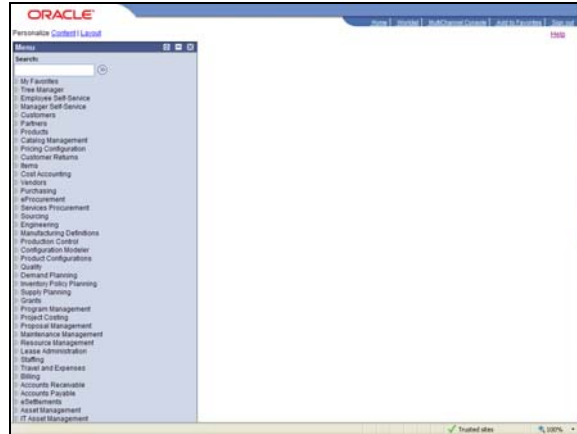 ORACLE
Home | Worklist | MultiChannel Console | Add to Favorites | Sign out
Personalize Content | Layout
Help
Menu
Search:
My Favorites
Tree Manager
Employee Self-Service
Manager Self-Service
Customers
Partners
Products
Catalog Management
Pricing Configuration
Customer Returns
Items
Cost Accounting
Vendors
Purchasing
eProcurement
Services Procurement
Sourcing
Engineering
Manufacturing Definitions
Production Control
Configuration Modeler
Product Configurations
Quality
Demand Planning
Inventory Policy Planning
Supply Planning
Grants
Program Management
Project Costing
Proposal Management
Maintenance Management
Resource Management
Lease Administration
Staffing
Travel and Expenses
Billing
Accounts Receivable
Accounts Payable
eSettlements
Asset Management
IT Asset Management
Trusted sites
100%